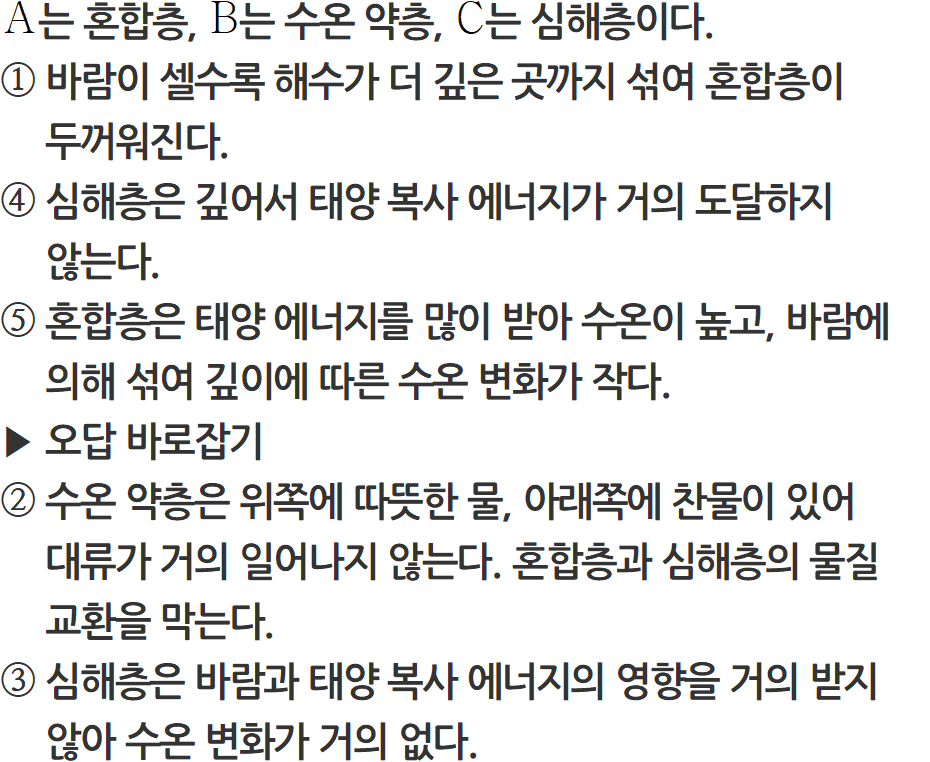 A는 혼합층, B는 수온 약층, C는 심해층이다.
① 바람이 셀수록 해수가 더 깊은 곳까지 섞여 혼합층이
두꺼워진다.
④ 심해층은 깊어서 태양 복사 에너지가 거의 도달하지
않는다.
⑤ 혼합층은 태양 에너지를 많이 받아 수온이 높고, 바람에
의해 섞여 깊이에 따른 수온 변화가 작다.
▶ 오답 바로잡기
② 수온 약층은 위쪽에 따뜻한 물, 아래쪽에 찬물이 있어
대류가 거의 일어나지 않는다. 혼합층과 심해층의 물질
교환을 막는다.
③ 심해층은 바람과 태양 복사 에너지의 영향을 거의 받지
않아 수온 변화가 거의 없다.